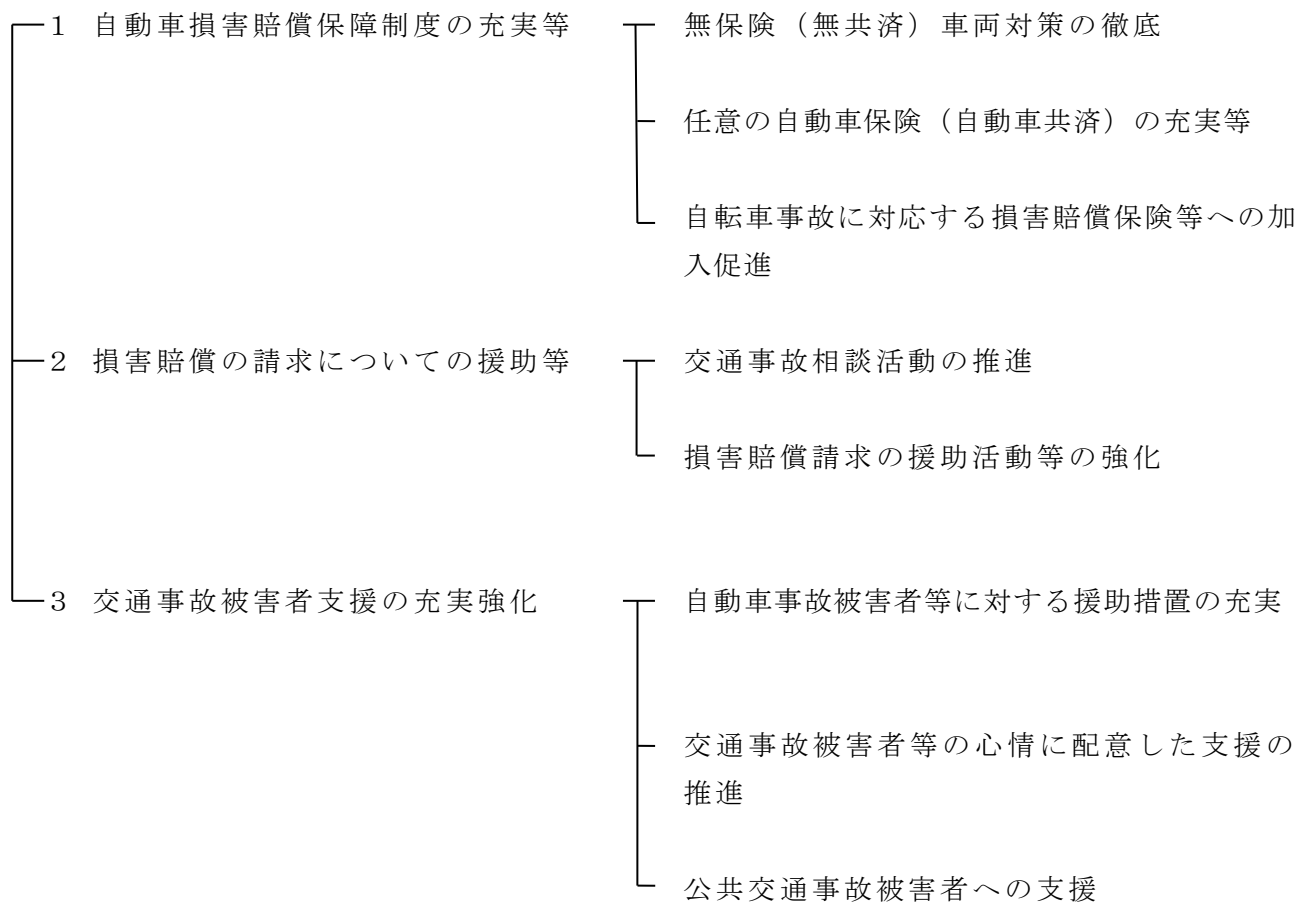 1 自動車損害賠償保障制度の充実等
無保険（無共済）車両対策の徹底
任意の自動車保険（自動車共済）の充実等
自転車事故に対応する損害賠償保険等への加
入促進
2 損害賠償の請求についての援助等
交通事故相談活動の推進
損害賠償請求の援助活動等の強化
3 交通事故被害者支援の充実強化
自動車事故被害者等に対する援助措置の充実
交通事故被害者等の心情に配意した支援の
推進
公共交通事故被害者への支援